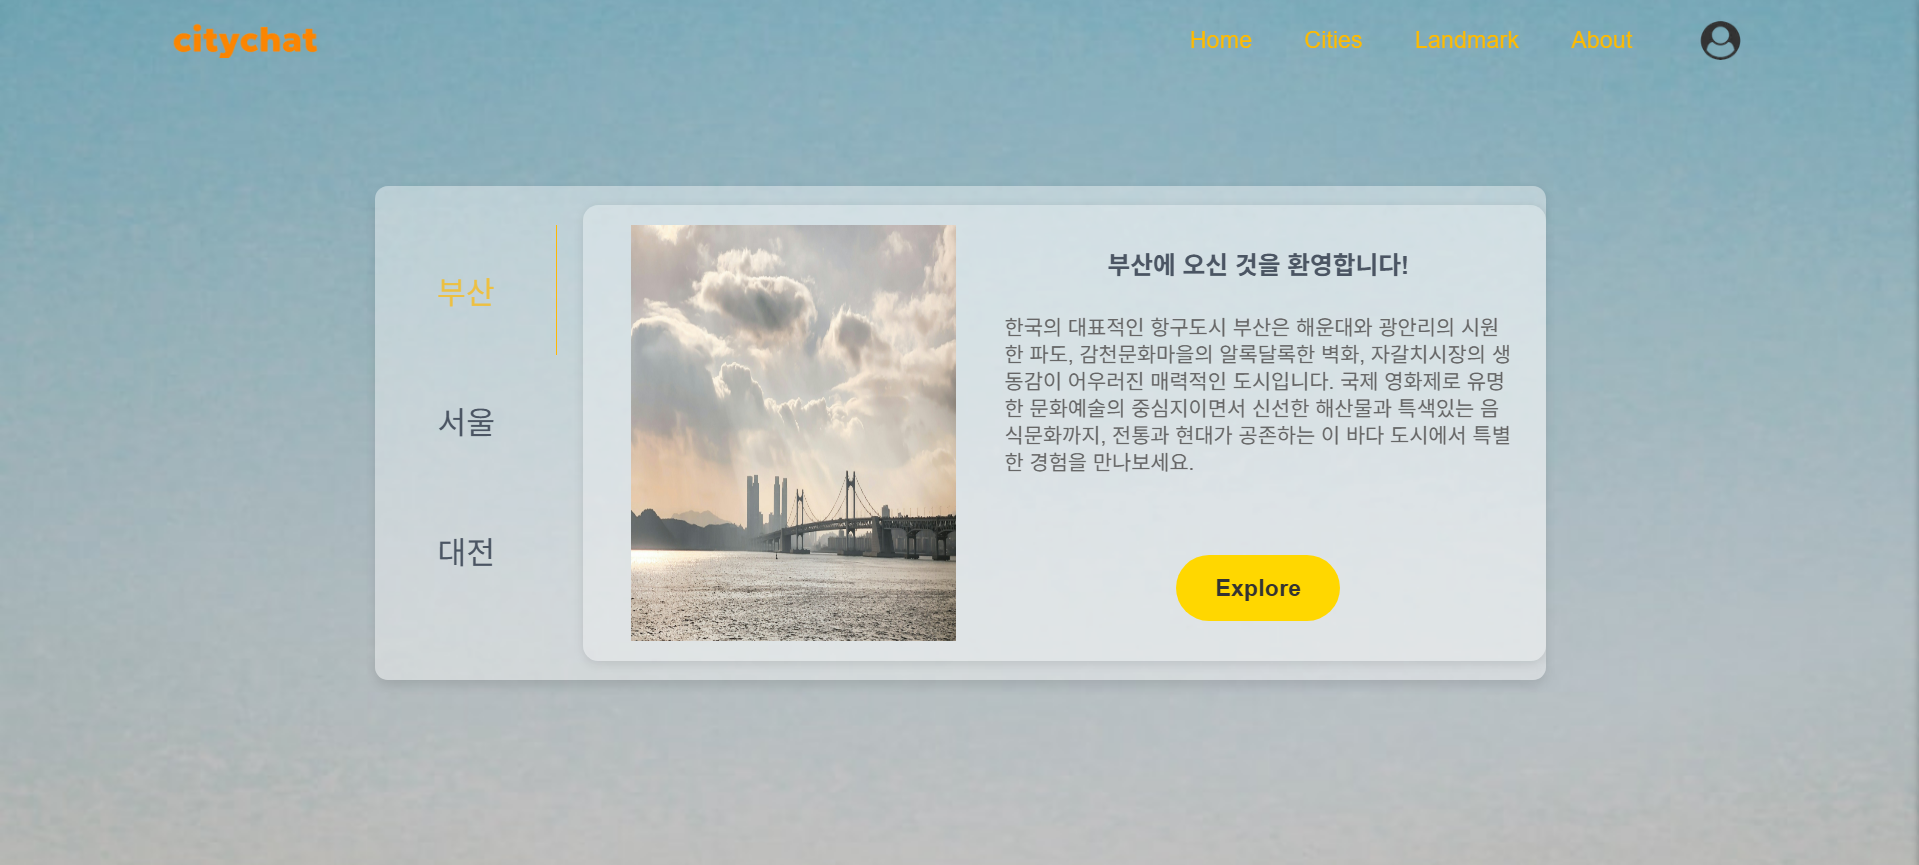 citychat
Home Cities Landmark About
부산
서울
대전
부산에 오신 것을 환영합니다!
한국의 대표적인 항구도시 부산은 해운대와 광안리의 시원
한 파도, 감천문화마을의 알록달록한 벽화, 자갈치시장의 생
동감이 어우러진 매력적인 도시입니다. 국제 영화제로 유명
한 문화예술의 중심지이면서 신선한 해산물과 특색있는 음
식문화까지, 전통과 현대가 공존하는 이 바다 도시에서 특별
한 경험을 만나보세요.
Explore